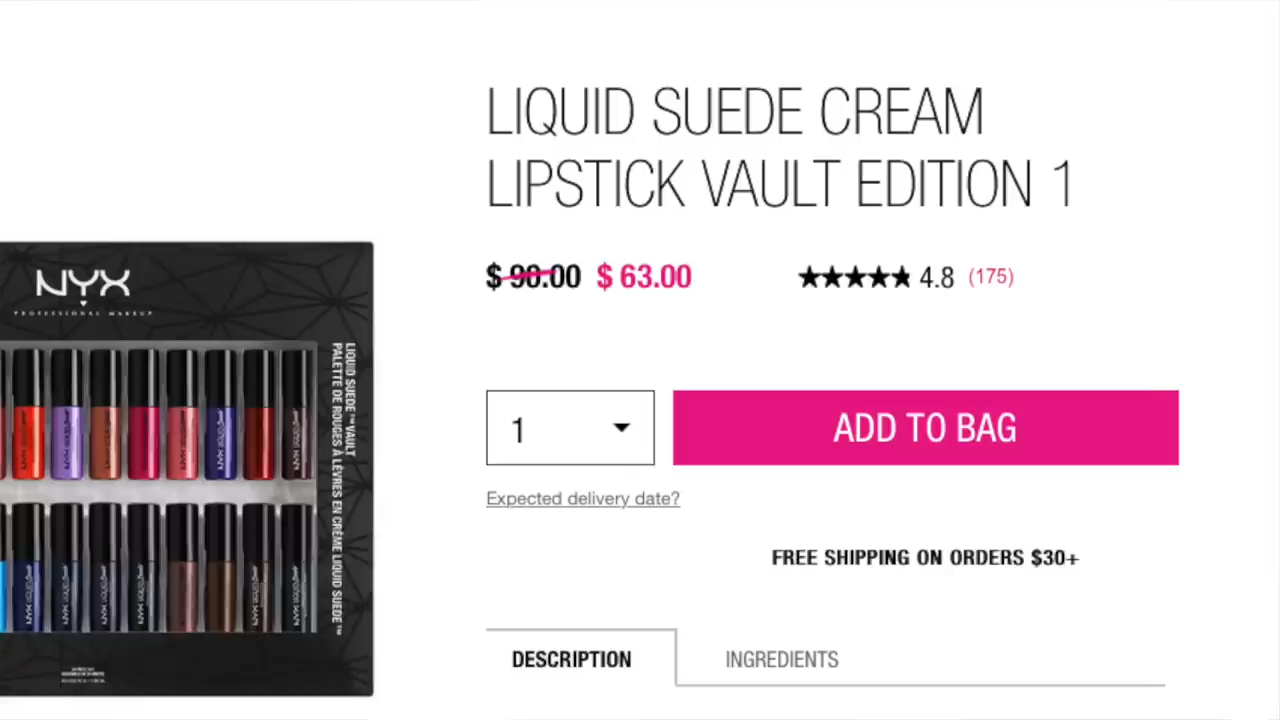 LIQUID SUEDE CREAM
LIPSTICK VAULT EDITION 1
$ 90.00 $ 63.00 4.8 (175)
NYX
PROFESSIONAL MAKEUP
LIQUID SUEDE™ VAULT
PALETTE DE ROUGES À LÈVRES EN CRÈME LIQUID SUEDE™
1
ADD TO BAG
Expected delivery date?
FREE SHIPPING ON ORDERS $30+
DESCRIPTION
INGREDIENTS